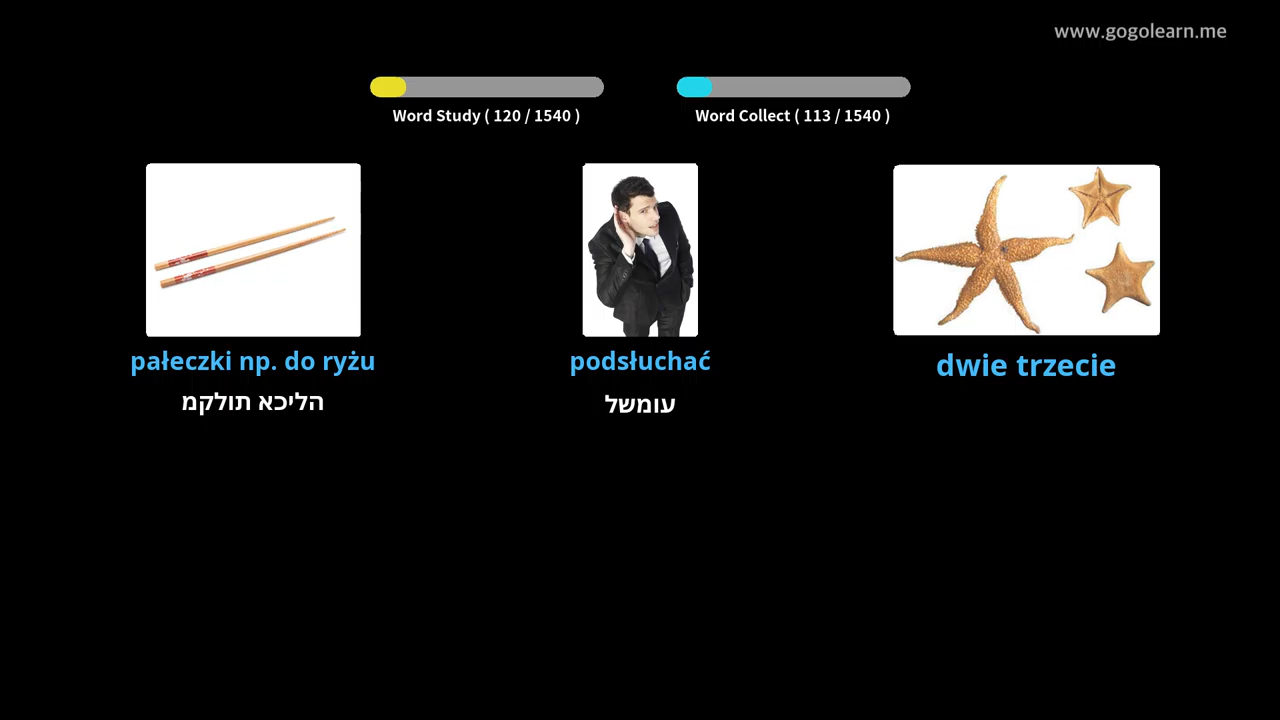 www.gogolearn.me
Word Study ( 120 / 1540 )
Word Collect ( 113 / 1540 )
pałeczki np. do ryżu
הליכא תולקמ
podsłuchać
עומשל
dwie trzecie